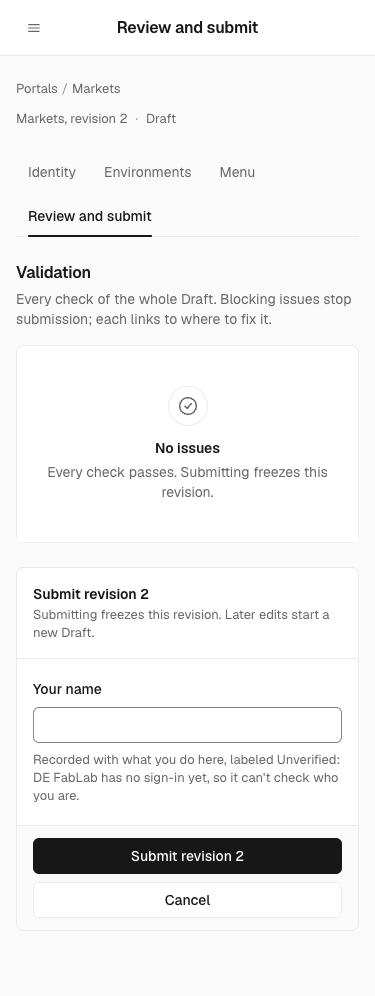 Review and submit
Portals / Markets
Markets, revision 2 · Draft
Identity Environments Menu
Review and submit
Validation
Every check of the whole Draft. Blocking issues stop
submission; each links to where to fix it.
No issues
Every check passes. Submitting freezes this
revision.
Submit revision 2
Submitting freezes this revision. Later edits start a
new Draft.
Your name
Recorded with what you do here, labeled Unverified:
DE FabLab has no sign-in yet, so it can't check who
you are.
Submit revision 2
Cancel